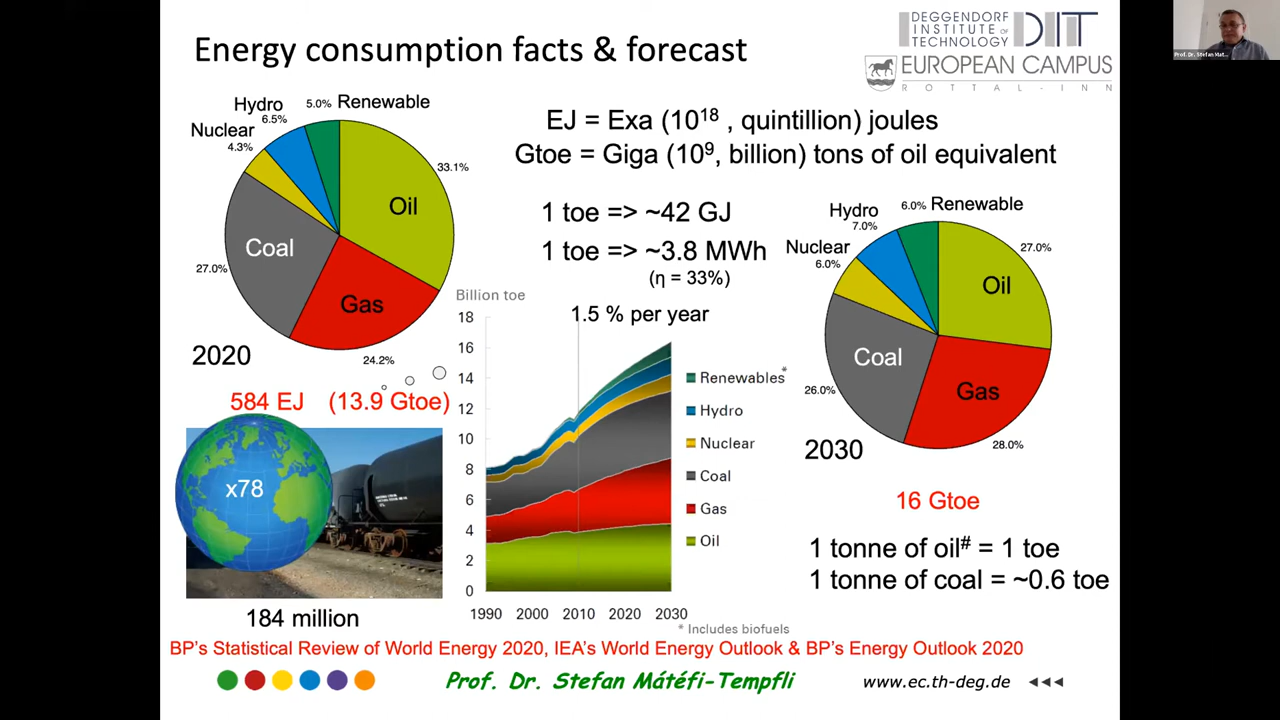 Energy consumption facts & forecast
DEGGENDORF
INSTITUTE OF
TECHNOLOGY
DIT
EUROPEAN CAMPUS
ROTTAL-INN
Prof. Dr. Stefan Mat...
Hydro
6.5%
5.0% Renewable
Nuclear
4.3%
33.1%
Oil
Coal
27.0%
Gas
24.2%
2020
584 EJ (13.9 Gtoe)
x78
184 million
EJ = Exa (10¹⁸ , quintillion) joules
Gtoe = Giga (10⁹, billion) tons of oil equivalent
1 toe => ~42 GJ
1 toe => ~3.8 MWh
(η = 33%)
Billion toe
1.5 % per year
18
16
14
12
10
8
6
4
2
0
1990 2000 2010 2020 2030
Renewables*
Hydro
Nuclear
Coal
Gas
Oil
* Includes biofuels
6.0% Renewable
Hydro
7.0%
Nuclear
6.0%
27.0%
Oil
Coal
26.0%
Gas
28.0%
2030
16 Gtoe
1 tonne of oil# = 1 toe
1 tonne of coal = ~0.6 toe
BP's Statistical Review of World Energy 2020, IEA's World Energy Outlook & BP's Energy Outlook 2020
Prof. Dr. Stefan Mátéfi-Tempfli
www.ec.th-deg.de